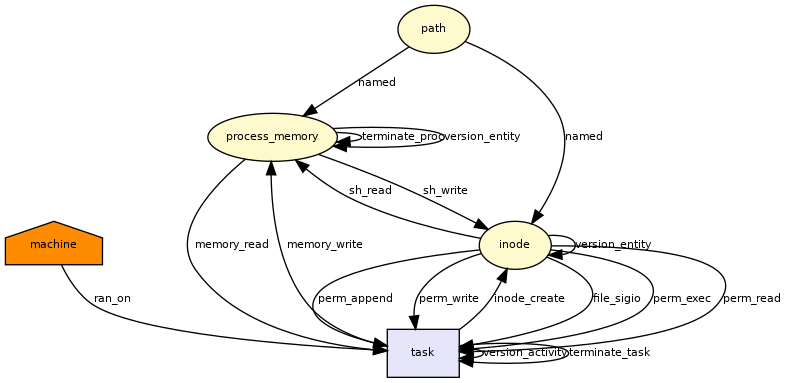 path
named
process_memory
terminate_proc
version_entity
named
sh_read
sh_write
machine
memory_read
memory_write
inode
version_entity
ran_on
perm_append
perm_write
inode_create
file_sigio
perm_exec
perm_read
task
version_activity
terminate_task